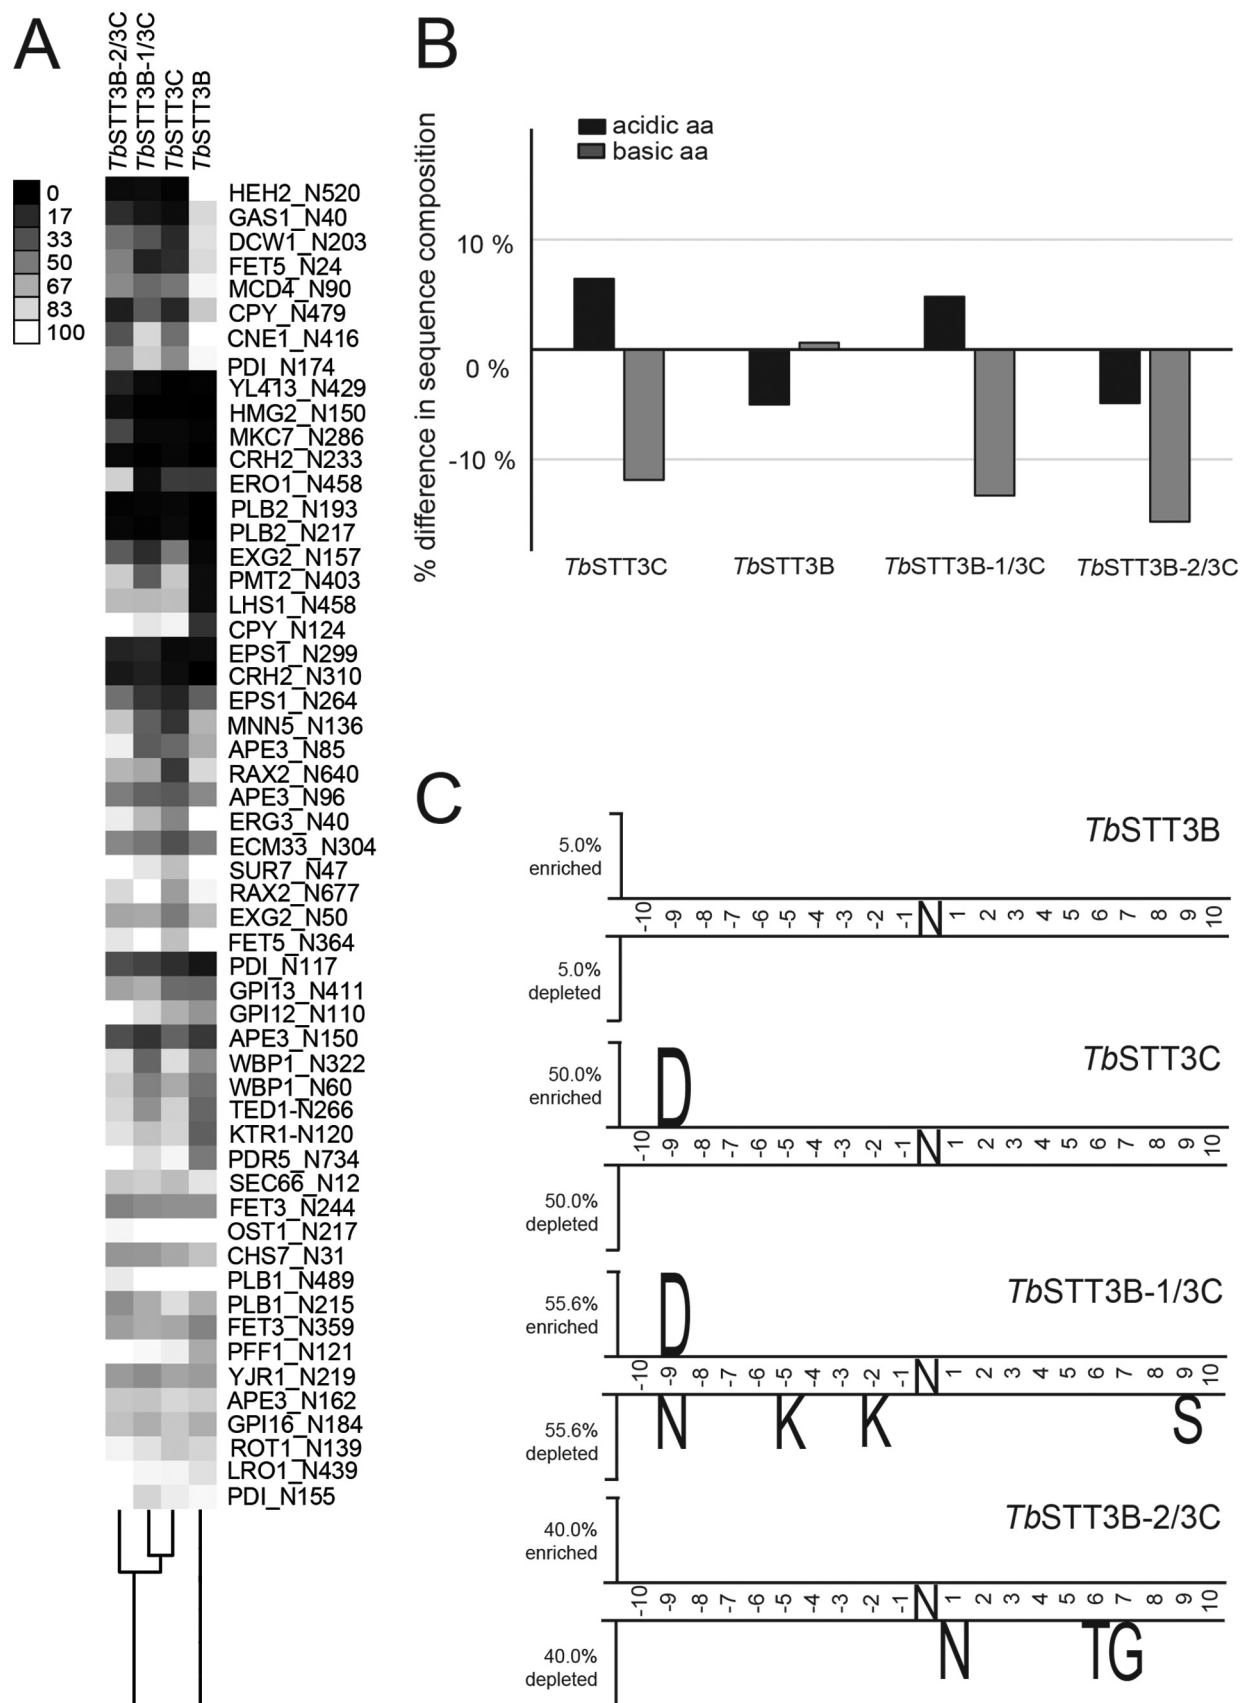 A
TbSTT3B-2/3C
TbSTT3B-1/3C
TbSTT3C
TbSTT3B
0
17
33
50
67
83
100
HEH2_N520
GAS1_N40
DCW1_N203
FET5_N24
MCD4_N90
CPY_N479
CNE1_N416
PDI_N174
YL413_N429
HMG2_N150
MKC7_N286
CRH2_N233
ERO1_N458
PLB2_N193
PLB2_N217
EXG2_N157
PMT2_N403
LHS1_N458
CPY_N124
EPS1_N299
CRH2_N310
EPS1_N264
MNN5_N136
APE3_N85
RAX2_N640
APE3_N96
ERG3_N40
ECM33_N304
SUR7_N47
RAX2_N677
EXG2_N50
FET5_N364
PDI_N117
GPI13_N411
GPI12_N110
APE3_N150
WBP1_N322
WBP1_N60
TED1-N266
KTR1-N120
PDR5_N734
SEC66_N12
FET3_N244
OST1_N217
CHS7_N31
PLB1_N489
PLB1_N215
FET3_N359
PFF1_N121
YJR1_N219
APE3_N162
GPI16_N184
ROT1_N139
LRO1_N439
PDI_N155
B
% difference in sequence composition
acidic aa
basic aa
10 %
0 %
-10 %
TbSTT3C TbSTT3B TbSTT3B-1/3C TbSTT3B-2/3C
C
TbSTT3B
5.0%
enriched
-10 -9 -8 -7 -6 -5 -4 -3 -2 -1 N 1 2 3 4 5 6 7 8 9 10
5.0%
depleted
TbSTT3C
50.0%
enriched
D
-10 -9 -8 -7 -6 -5 -4 -3 -2 -1 N 1 2 3 4 5 6 7 8 9 10
50.0%
depleted
TbSTT3B-1/3C
55.6%
enriched
D
-10 -9 -8 -7 -6 -5 -4 -3 -2 -1 N 1 2 3 4 5 6 7 8 9 10
N K K S
55.6%
depleted
TbSTT3B-2/3C
40.0%
enriched
-10 -9 -8 -7 -6 -5 -4 -3 -2 -1 N 1 2 3 4 5 6 7 8 9 10
N TG
40.0%
depleted